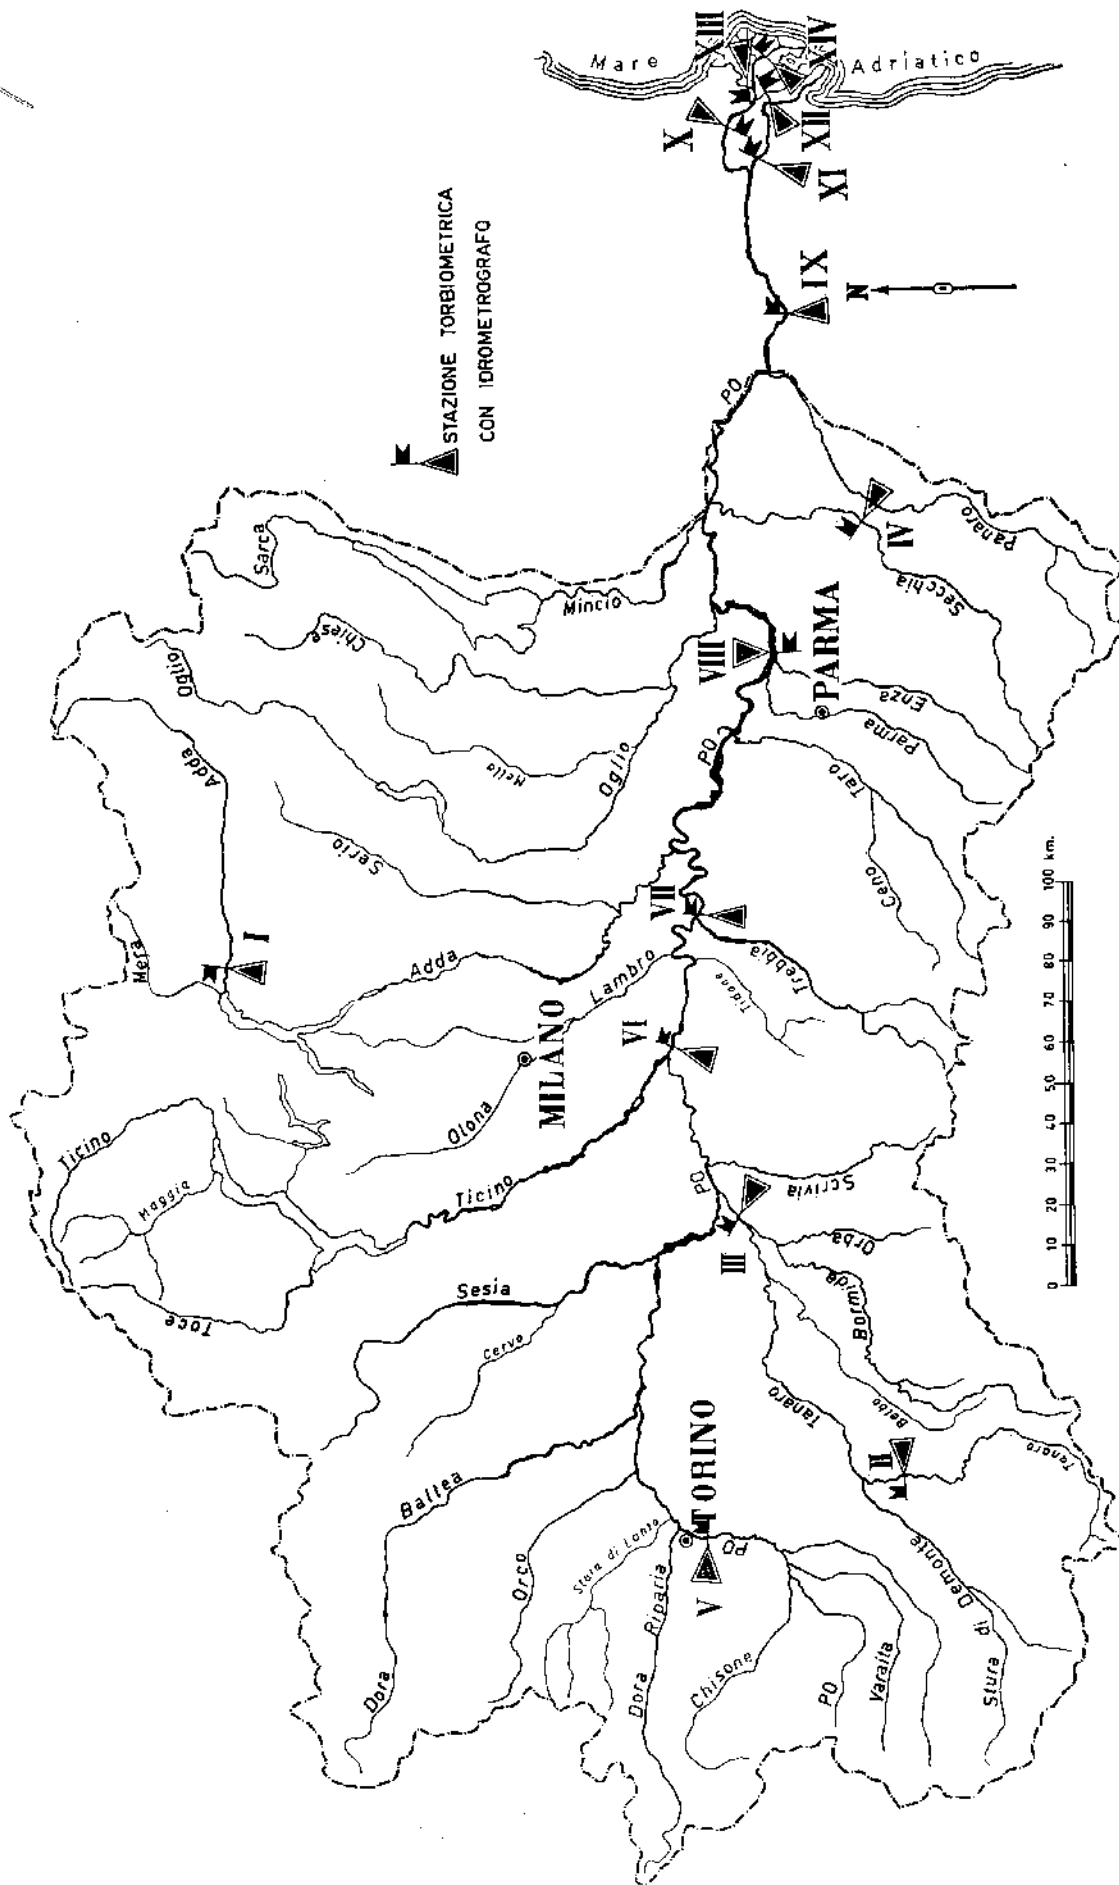 Mare
Adriatico
XIII
XIV
X
XII
XI
IX
N
STAZIONE TORBIOMETRICA
CON IDROMETROGRAFO
PO
Sarca
Mincio
Chiese
Oglio
Mella
Oglio
Adda
Serio
Mera
I
Adda
Lambro
MILANO
Olona
VI
VII
VIII
PO
PARMA
IV
Panaro
Secchia
Enza
Parma
Taro
Ceno
Trebbia
Tidone
Ticino
Maggia
Toce
Ticino
Sesia
Cervo
PO
III
Scrivia
Orba
Bormida
Belbo
Tanaro
II
Tanaro
Baltea
Dora
Orco
Stura di Lanzo
Riparia
Dora
TORINO
V
PO
Chisone
PO
Varaita
Stura di Demonte
0 10 20 30 40 50 60 70 80 90 100 km.